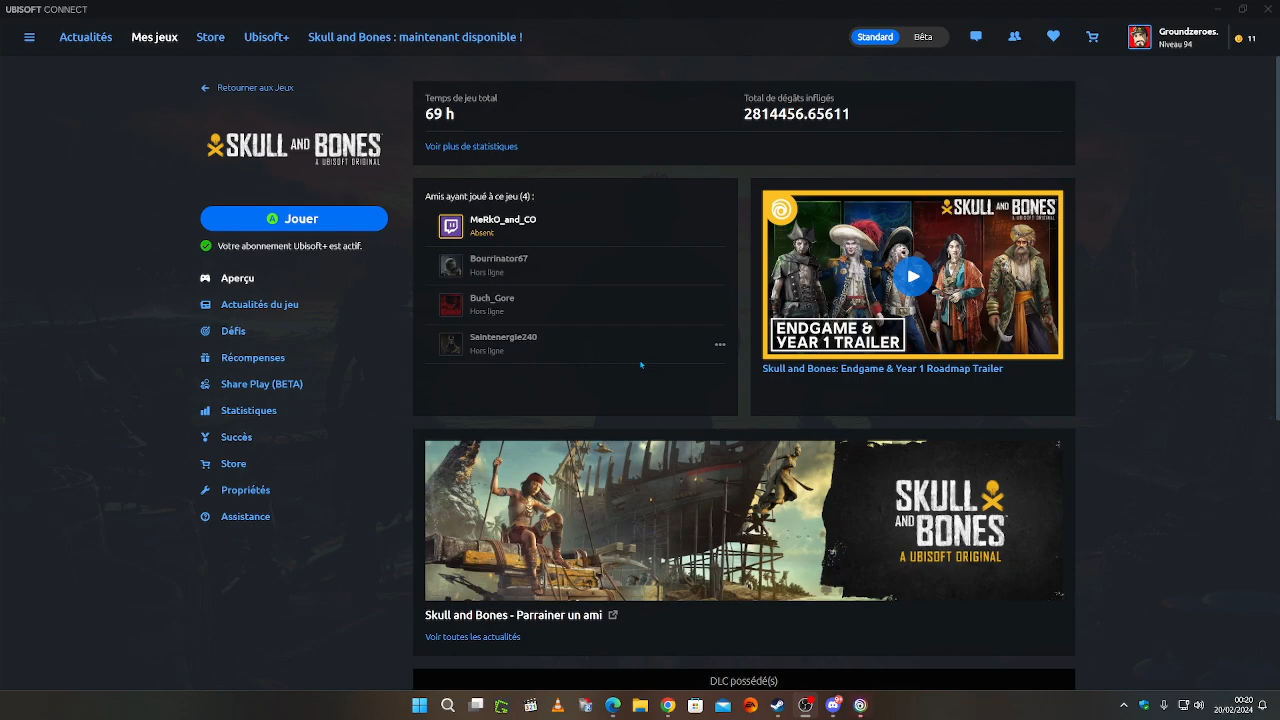 UBISOFT CONNECT
Actualités
Mes jeux
Store
Ubisoft+
Skull and Bones : maintenant disponible !
Standard
Bêta
Groundzeroes.
Niveau 94
11
Retourner aux Jeux
SKULL AND BONES
A UBISOFT ORIGINAL
A Jouer
Votre abonnement Ubisoft+ est actif.
Aperçu
Actualités du jeu
Défis
Récompenses
Share Play (BETA)
Statistiques
Succès
Store
Propriétés
Assistance
Temps de jeu total
69 h
Total de dégâts infligés
2814456.65611
Voir plus de statistiques
Amis ayant joué à ce jeu (4) :
MeRkO_and_CO
Absent
Bourrinator67
Hors ligne
Buch_Gore
Hors ligne
Saintenergie240
Hors ligne
SKULL AND BONES
ENDGAME &
YEAR 1 TRAILER
Skull and Bones: Endgame & Year 1 Roadmap Trailer
SKULL
AND BONES
A UBISOFT ORIGINAL
Skull and Bones - Parrainer un ami
Voir toutes les actualités
DLC possédé(s)
00:20
20/02/2024